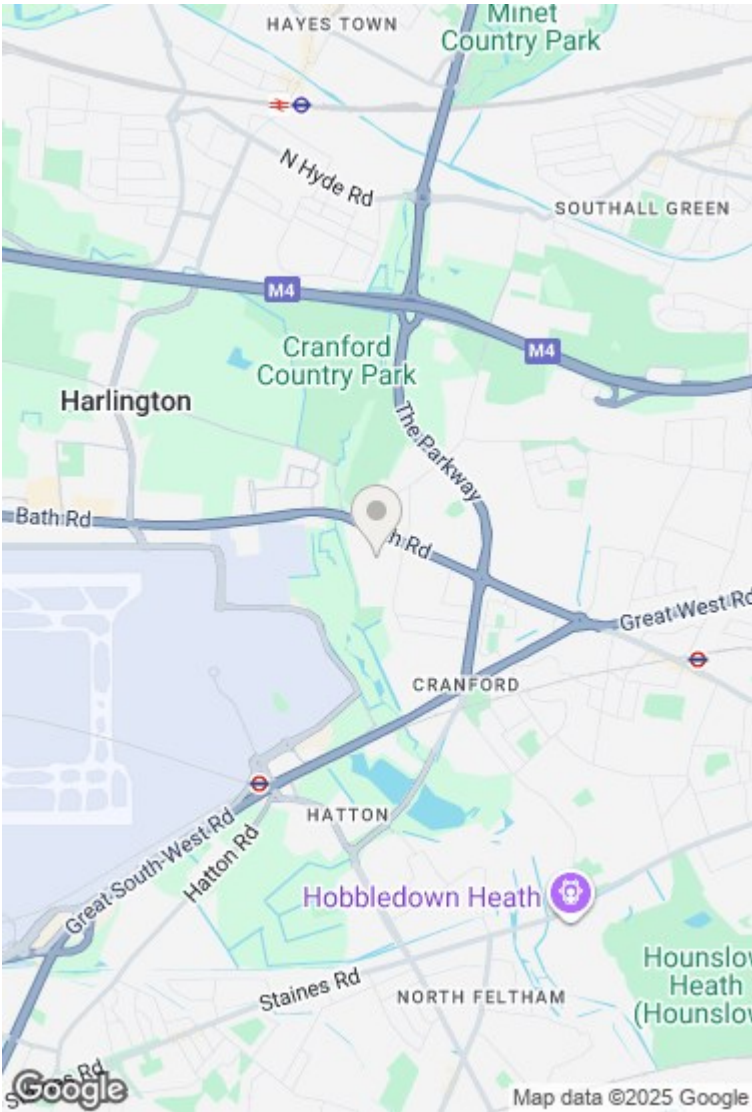 HAYES TOWN
Minet
Country Park
N Hyde Rd
SOUTHALL GREEN
M4
Cranford
Country Park
M4
Harlington
The Parkway
Bath Rd
h Rd
Great West Rd
CRANFORD
HATTON
Great South-West Rd
Hatton Rd
Hobbledown Heath
Hounslow
Heath
(Hounslow
Staines Rd
NORTH FELTHAM
Rd
Google
Map data ©2025 Google